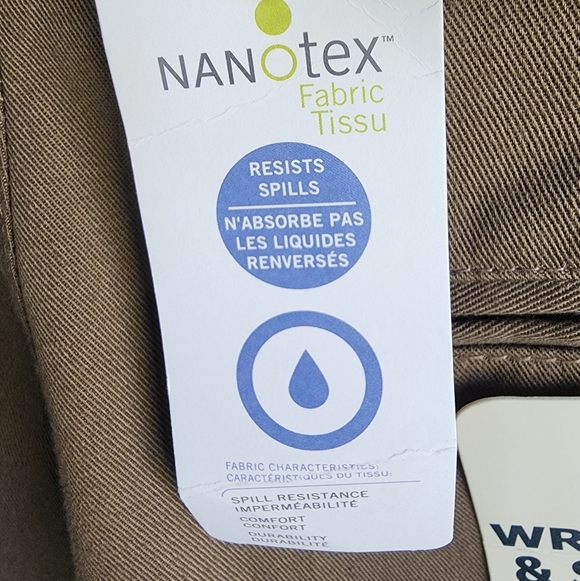 NANOtex™
Fabric
Tissu
RESISTS
SPILLS
N'ABSORBE PAS
LES LIQUIDES
RENVERSÉS
FABRIC CHARACTERISTICS:
CARACTÉRISTIQUES DU TISSU:
SPILL RESISTANCE
IMPERMÉABILITÉ
COMFORT
CONFORT
DURABILITY
DURABILITÉ
WR
&